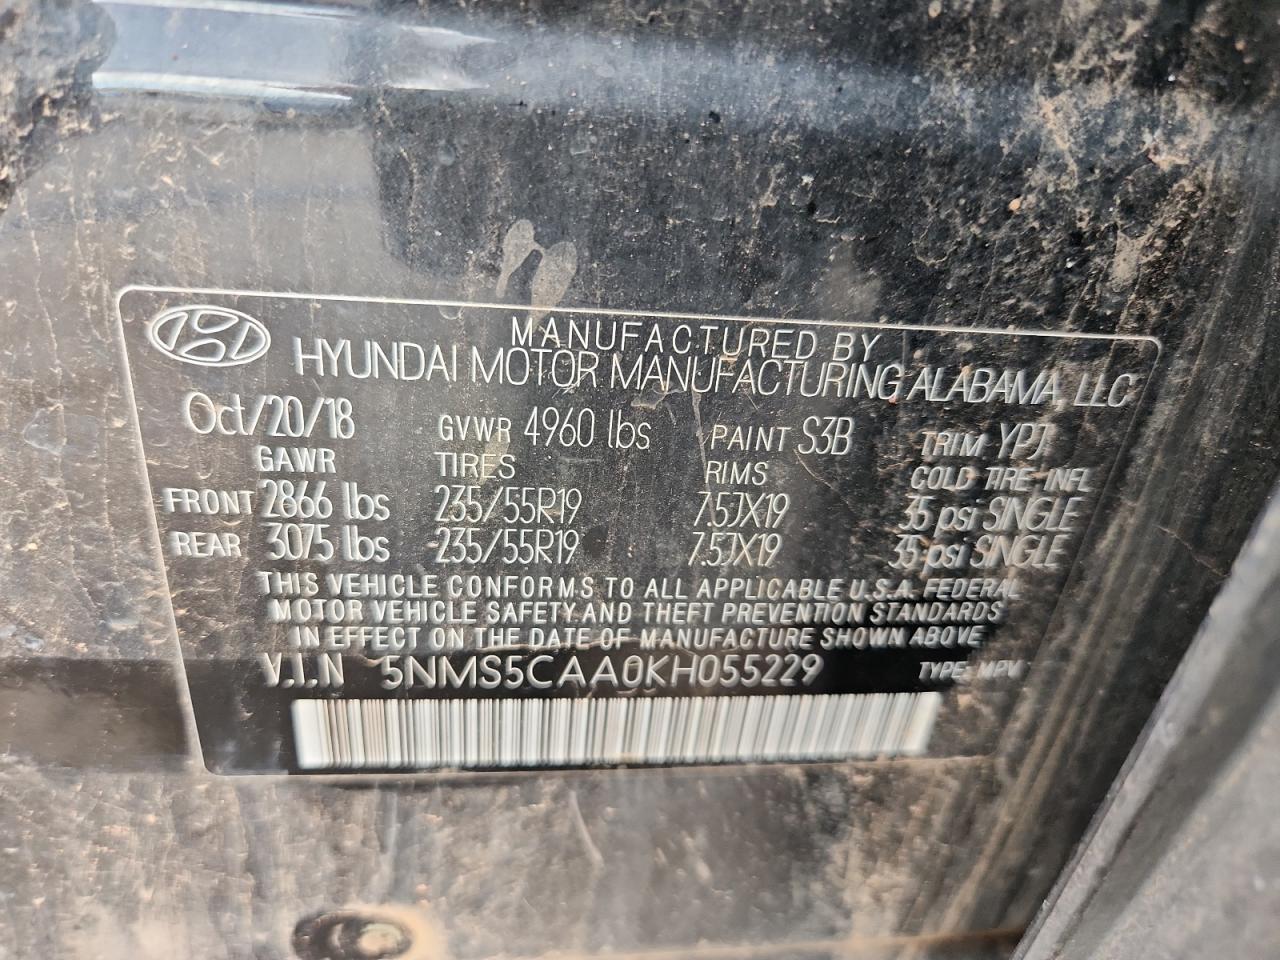 MANUFACTURED BY
HYUNDAI MOTOR MANUFACTURING ALABAMA, LLC
Oct/20/18 GVWR 4960 lbs PAINT S3B TRIM YPJ
GAWR TIRES RIMS COLD TIRE INFL
FRONT 2866 lbs 235/55R19 7.5JX19 35 psi SINGLE
REAR 3075 lbs 235/55R19 7.5JX19 35 psi SINGLE
THIS VEHICLE CONFORMS TO ALL APPLICABLE U.S.A. FEDERAL
MOTOR VEHICLE SAFETY AND THEFT PREVENTION STANDARDS
IN EFFECT ON THE DATE OF MANUFACTURE SHOWN ABOVE
V.I.N 5NMS5CAA0KH055229 TYPE: MPV